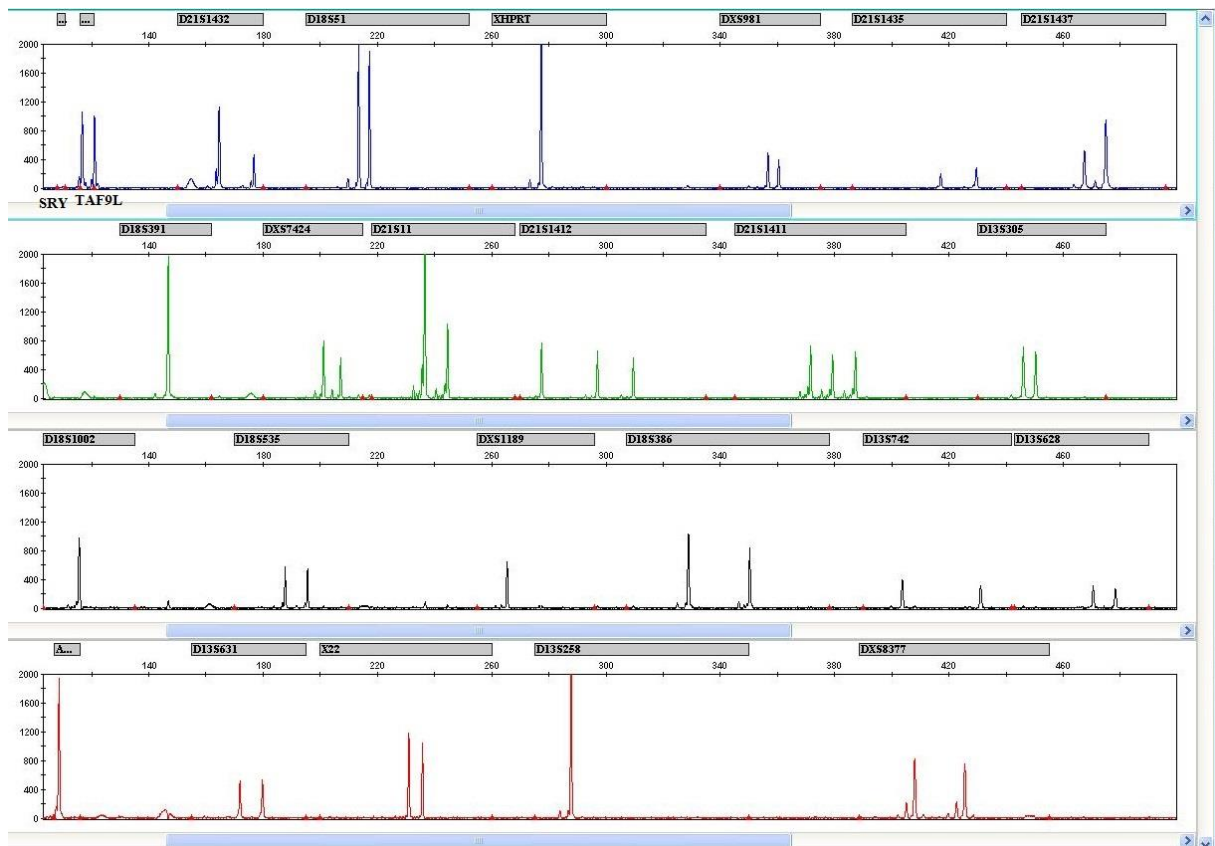 ... ... D21S1432 D18S51 XHPRT DXS981 D21S1435 D21S1437
140 180 220 260 300 340 380 420 460
2000
1600
1200
800
400
0
SRY TAF9L
D18S391 DXS7424 D21S11 D21S1412 D21S1411 D13S305
140 180 220 260 300 340 380 420 460
2000
1600
1200
800
400
0
D18S1002 D18S535 DXS1189 D18S386 D13S742 D13S628
140 180 220 260 300 340 380 420 460
2000
1600
1200
800
400
0
A... D13S631 X22 D13S258 DXS8377
140 180 220 260 300 340 380 420 460
2000
1600
1200
800
400
0